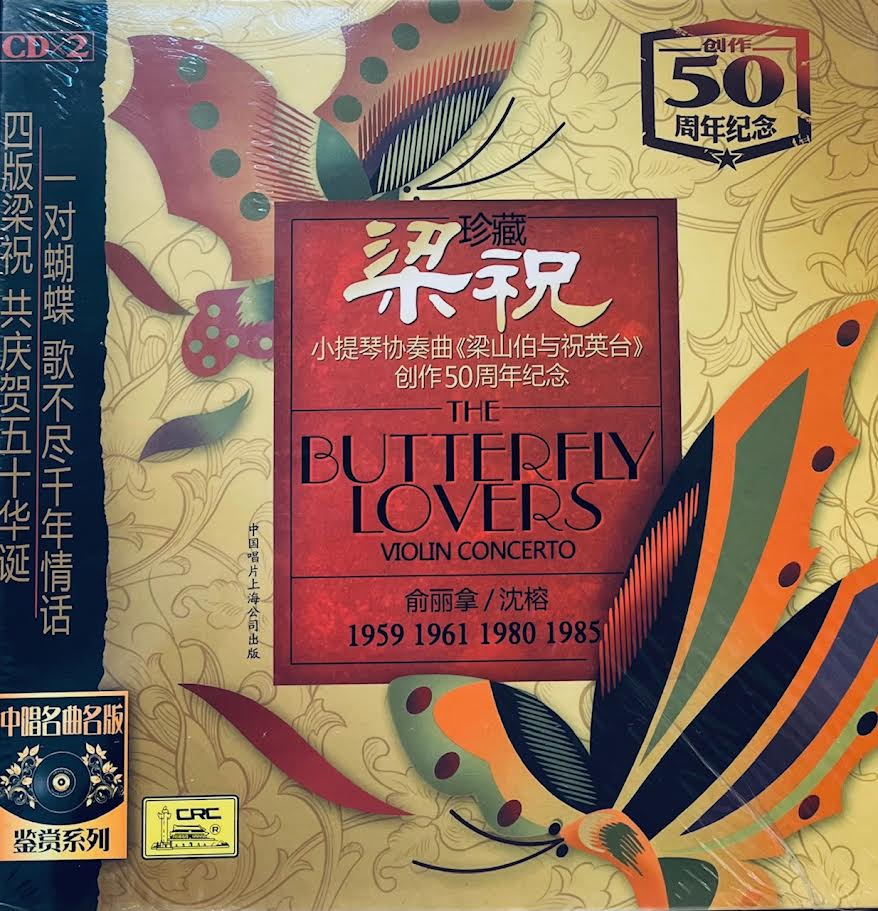 CD×2
一对蝴蝶 歌不尽千年情话
四版梁祝 共庆贺五十华诞
创作
50
周年纪念
珍藏
梁祝
小提琴协奏曲《梁山伯与祝英台》
创作50周年纪念
THE
BUTTERFLY
LOVERS
VIOLIN CONCERTO
俞丽拿/沈榕
1959 1961 1980 1985
中国唱片上海公司出版
中唱名曲名版
鉴赏系列
CRC
®